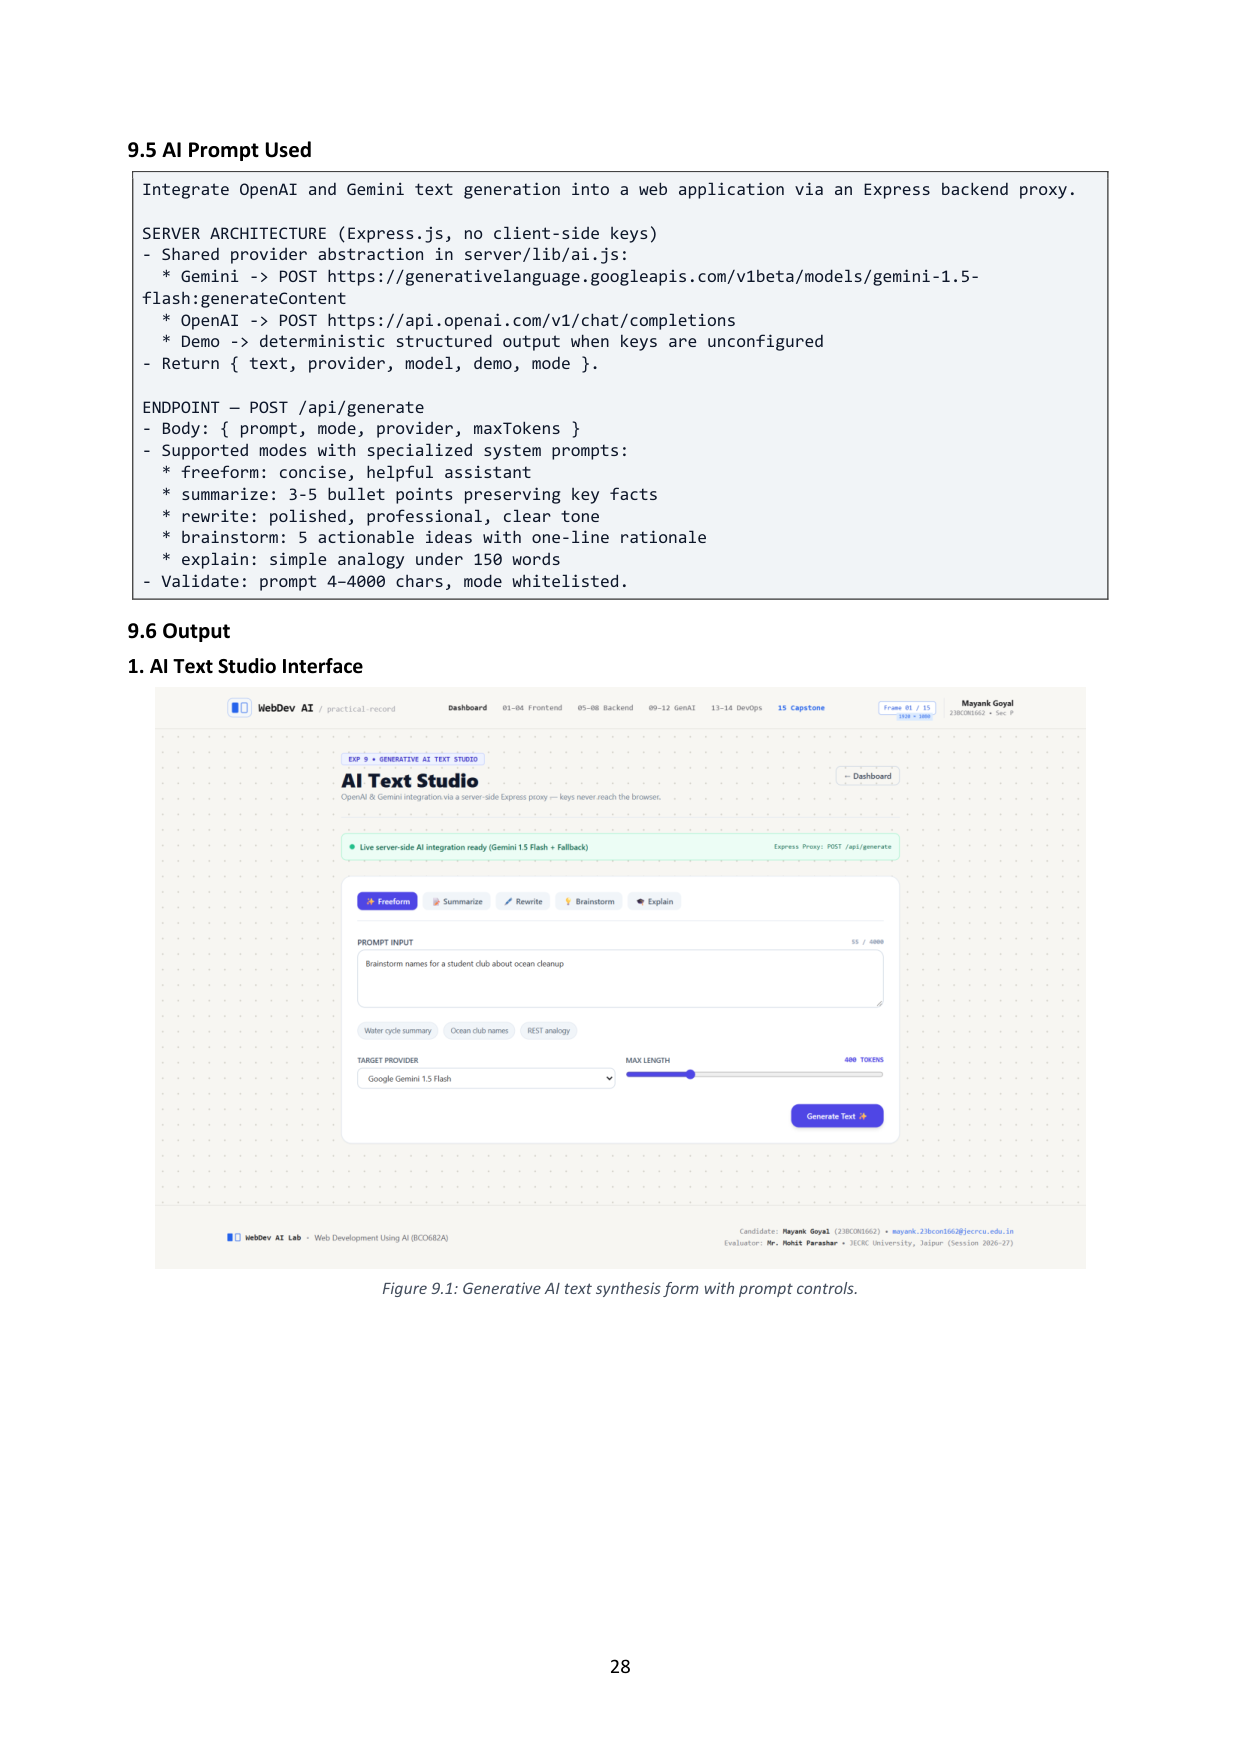 9.5 AI Prompt Used
Integrate OpenAI and Gemini text generation into a web application via an Express backend proxy.
SERVER ARCHITECTURE (Express.js, no client-side keys)
- Shared provider abstraction in server/lib/ai.js:
* Gemini -> POST https://generativelanguage.googleapis.com/v1beta/models/gemini-1.5-
flash:generateContent
* OpenAI -> POST https://api.openai.com/v1/chat/completions
* Demo -> deterministic structured output when keys are unconfigured
- Return { text, provider, model, demo, mode }.
ENDPOINT — POST /api/generate
- Body: { prompt, mode, provider, maxTokens }
- Supported modes with specialized system prompts:
* freeform: concise, helpful assistant
* summarize: 3-5 bullet points preserving key facts
* rewrite: polished, professional, clear tone
* brainstorm: 5 actionable ideas with one-line rationale
* explain: simple analogy under 150 words
- Validate: prompt 4–4000 chars, mode whitelisted.
9.6 Output
1. AI Text Studio Interface
WebDev AI / practical-record Dashboard 01–04 Frontend 05–08 Backend 09–12 GenAI 13–14 DevOps 15 Capstone Frame 01 / 15 Mayank Goyal
1920 × 1080 23BCON1662 • Sec P
EXP 9 • GENERATIVE AI TEXT STUDIO
AI Text Studio ← Dashboard
OpenAI & Gemini integration via a server-side Express proxy — keys never reach the browser.
Live server-side AI integration ready (Gemini 1.5 Flash + Fallback) Express Proxy: POST /api/generate
Freeform Summarize Rewrite Brainstorm Explain
PROMPT INPUT 55 / 4000
Brainstorm names for a student club about ocean cleanup
Water cycle summary Ocean club names REST analogy
TARGET PROVIDER MAX LENGTH 400 TOKENS
Google Gemini 1.5 Flash
Generate Text
Candidate: Mayank Goyal (23BCON1662) • mayank.23bcon1662@jecrcu.edu.in
WebDev AI Lab • Web Development Using AI (BCO682A)
Evaluator: Mr. Mohit Parashar • JECRC University, Jaipur (Session 2026-27)
Figure 9.1: Generative AI text synthesis form with prompt controls.
28